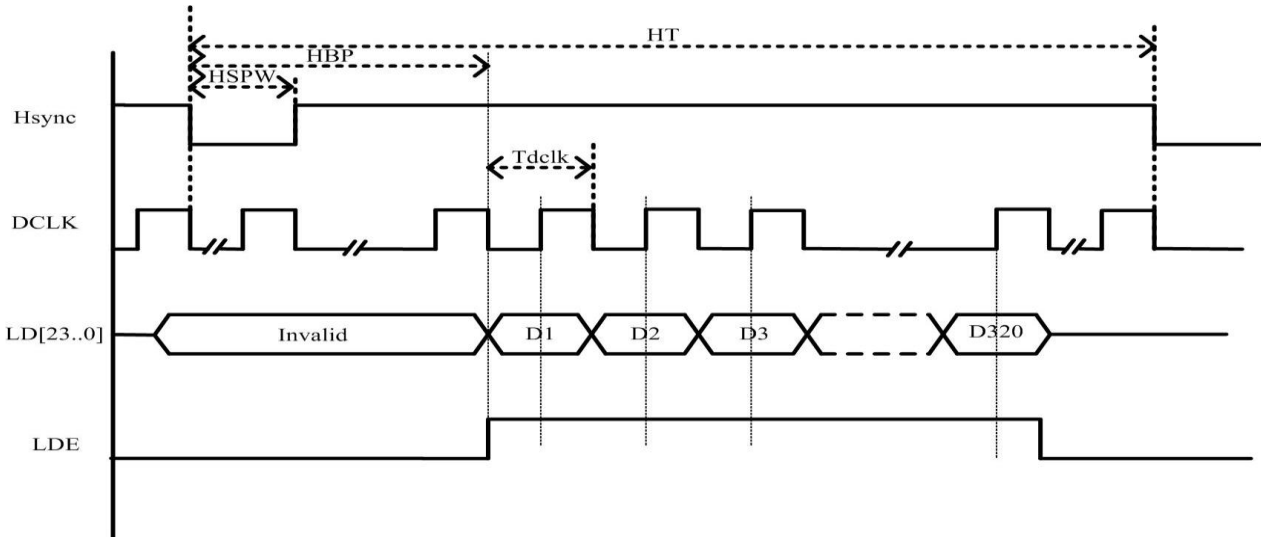 HT
HBP
HSPW
Hsync
Tdclk
DCLK
LD[23..0]
Invalid
D1
D2
D3
D320
LDE